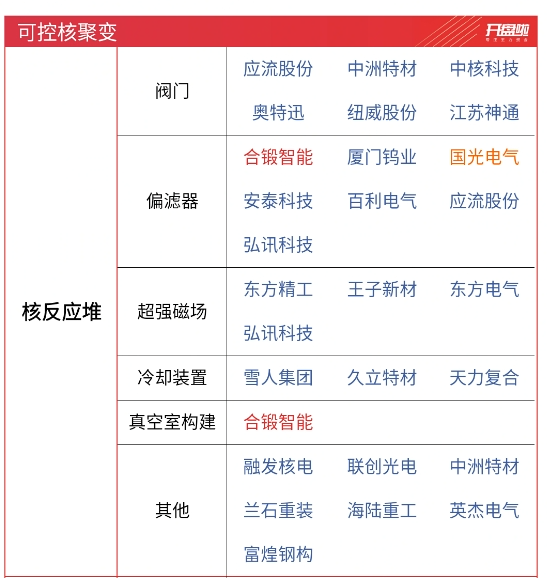 可控核聚变
开盘啦
阀门
应流股份 中洲特材 中核科技
奥特迅 纽威股份 江苏神通
偏滤器
合锻智能 厦门钨业 国光电气
安泰科技 百利电气 应流股份
弘讯科技
核反应堆
超强磁场
东方精工 王子新材 东方电气
弘讯科技
冷却装置
雪人集团 久立特材 天力复合
真空室构建
合锻智能
其他
融发核电 联创光电 中洲特材
兰石重装 海陆重工 英杰电气
富煌钢构